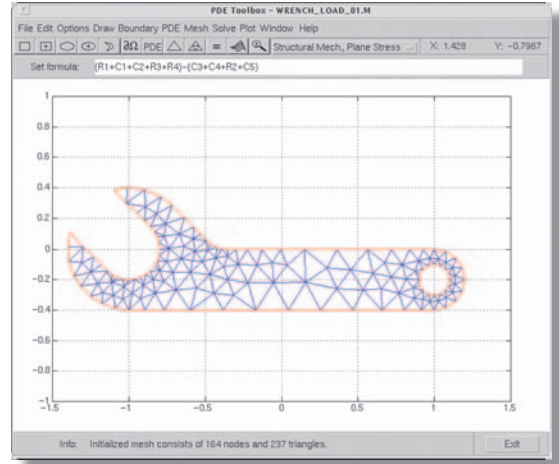 PDE Toolbox - WRENCH_LOAD_01.M
File Edit Options Draw Boundary PDE Mesh Solve Plot Window Help
∂Ω PDE = Structural Mech., Plane Stress X: 1.428 Y: -0.7987
Set formula: (R1+C1+C2+R3+R4)-(C3+C4+R2+C5)
1
0.8
0.6
0.4
0.2
0
-0.2
-0.4
-0.6
-0.8
-1
-1.5 -1 -0.5 0 0.5 1 1.5
Info: Initialized mesh consists of 164 nodes and 237 triangles. Exit